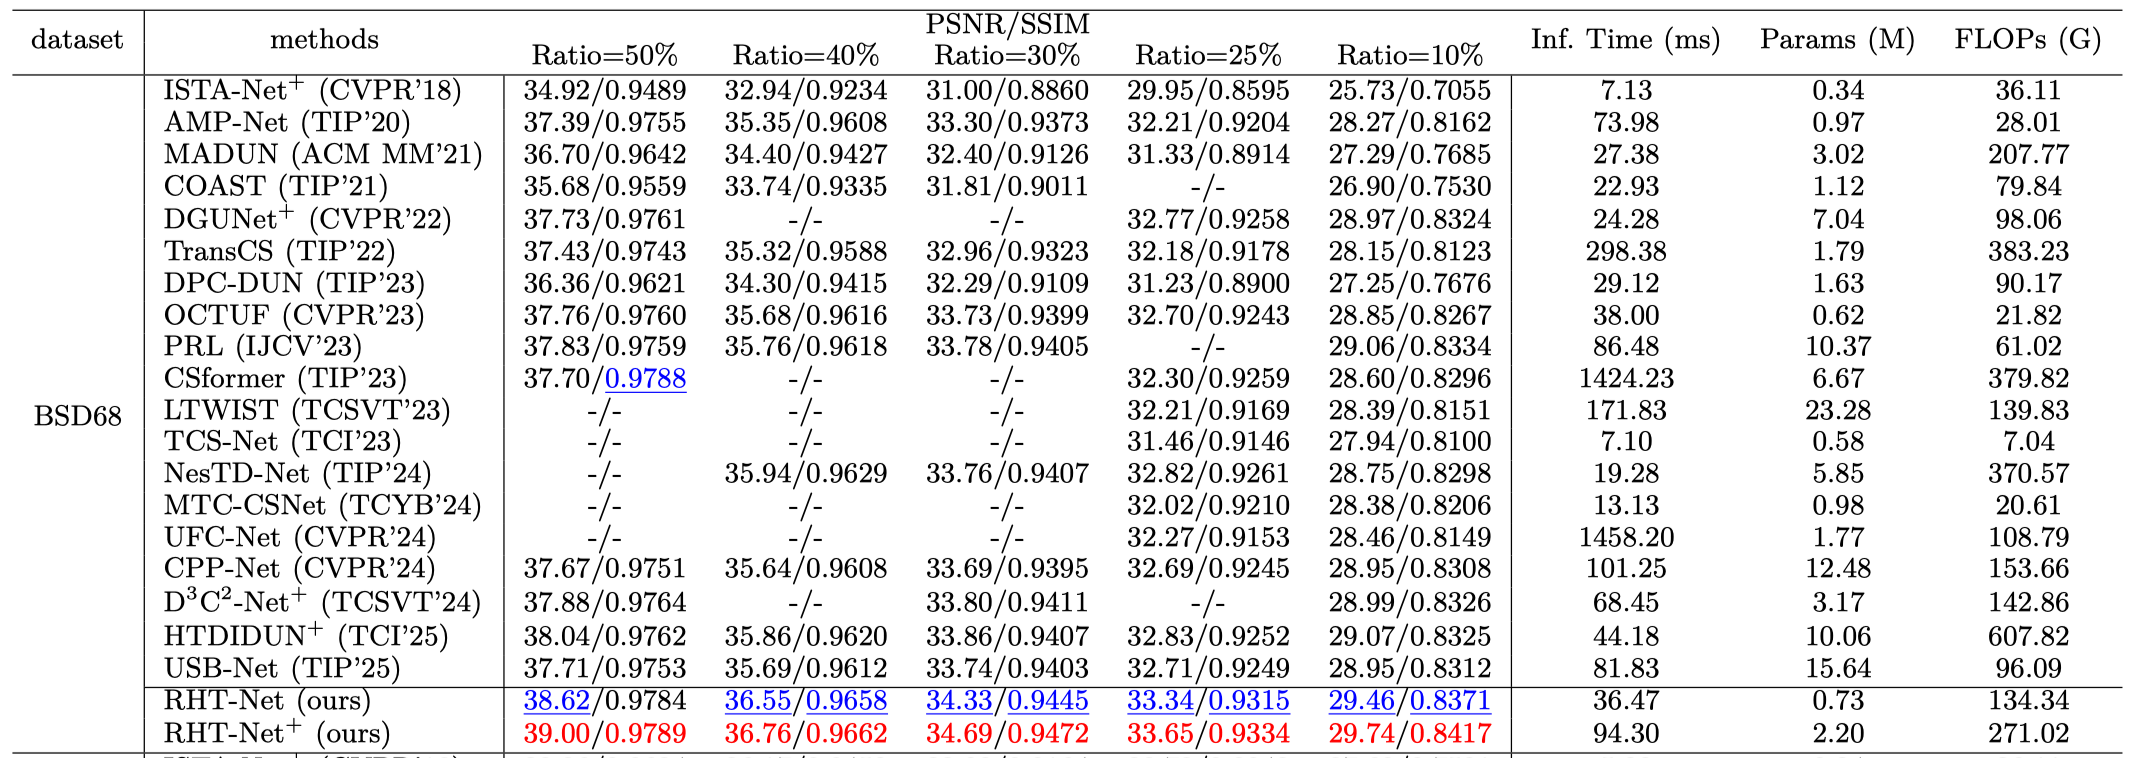 dataset methods PSNR/SSIM Inf. Time (ms) Params (M) FLOPs (G)
Ratio=50% Ratio=40% Ratio=30% Ratio=25% Ratio=10%
ISTA-Net+ (CVPR'18) 34.92/0.9489 32.94/0.9234 31.00/0.8860 29.95/0.8595 25.73/0.7055 7.13 0.34 36.11
AMP-Net (TIP'20) 37.39/0.9755 35.35/0.9608 33.30/0.9373 32.21/0.9204 28.27/0.8162 73.98 0.97 28.01
MADUN (ACM MM'21) 36.70/0.9642 34.40/0.9427 32.40/0.9126 31.33/0.8914 27.29/0.7685 27.38 3.02 207.77
COAST (TIP'21) 35.68/0.9559 33.74/0.9335 31.81/0.9011 -/- 26.90/0.7530 22.93 1.12 79.84
DGUNet+ (CVPR'22) 37.73/0.9761 -/- -/- 32.77/0.9258 28.97/0.8324 24.28 7.04 98.06
TransCS (TIP'22) 37.43/0.9743 35.32/0.9588 32.96/0.9323 32.18/0.9178 28.15/0.8123 298.38 1.79 383.23
DPC-DUN (TIP'23) 36.36/0.9621 34.30/0.9415 32.29/0.9109 31.23/0.8900 27.25/0.7676 29.12 1.63 90.17
OCTUF (CVPR'23) 37.76/0.9760 35.68/0.9616 33.73/0.9399 32.70/0.9243 28.85/0.8267 38.00 0.62 21.82
PRL (IJCV'23) 37.83/0.9759 35.76/0.9618 33.78/0.9405 -/- 29.06/0.8334 86.48 10.37 61.02
CSformer (TIP'23) 37.70/0.9788 -/- -/- 32.30/0.9259 28.60/0.8296 1424.23 6.67 379.82
BSD68 LTWIST (TCSVT'23) -/- -/- -/- 32.21/0.9169 28.39/0.8151 171.83 23.28 139.83
TCS-Net (TCI'23) -/- -/- -/- 31.46/0.9146 27.94/0.8100 7.10 0.58 7.04
NesTD-Net (TIP'24) -/- 35.94/0.9629 33.76/0.9407 32.82/0.9261 28.75/0.8298 19.28 5.85 370.57
MTC-CSNet (TCYB'24) -/- -/- -/- 32.02/0.9210 28.38/0.8206 13.13 0.98 20.61
UFC-Net (CVPR'24) -/- -/- -/- 32.27/0.9153 28.46/0.8149 1458.20 1.77 108.79
CPP-Net (CVPR'24) 37.67/0.9751 35.64/0.9608 33.69/0.9395 32.69/0.9245 28.95/0.8308 101.25 12.48 153.66
D³C²-Net+ (TCSVT'24) 37.88/0.9764 -/- 33.80/0.9411 -/- 28.99/0.8326 68.45 3.17 142.86
HTDIDUN+ (TCI'25) 38.04/0.9762 35.86/0.9620 33.86/0.9407 32.83/0.9252 29.07/0.8325 44.18 10.06 607.82
USB-Net (TIP'25) 37.71/0.9753 35.69/0.9612 33.74/0.9403 32.71/0.9249 28.95/0.8312 81.83 15.64 96.09
RHT-Net (ours) 38.62/0.9784 36.55/0.9658 34.33/0.9445 33.34/0.9315 29.46/0.8371 36.47 0.73 134.34
RHT-Net+ (ours) 39.00/0.9789 36.76/0.9662 34.69/0.9472 33.65/0.9334 29.74/0.8417 94.30 2.20 271.02